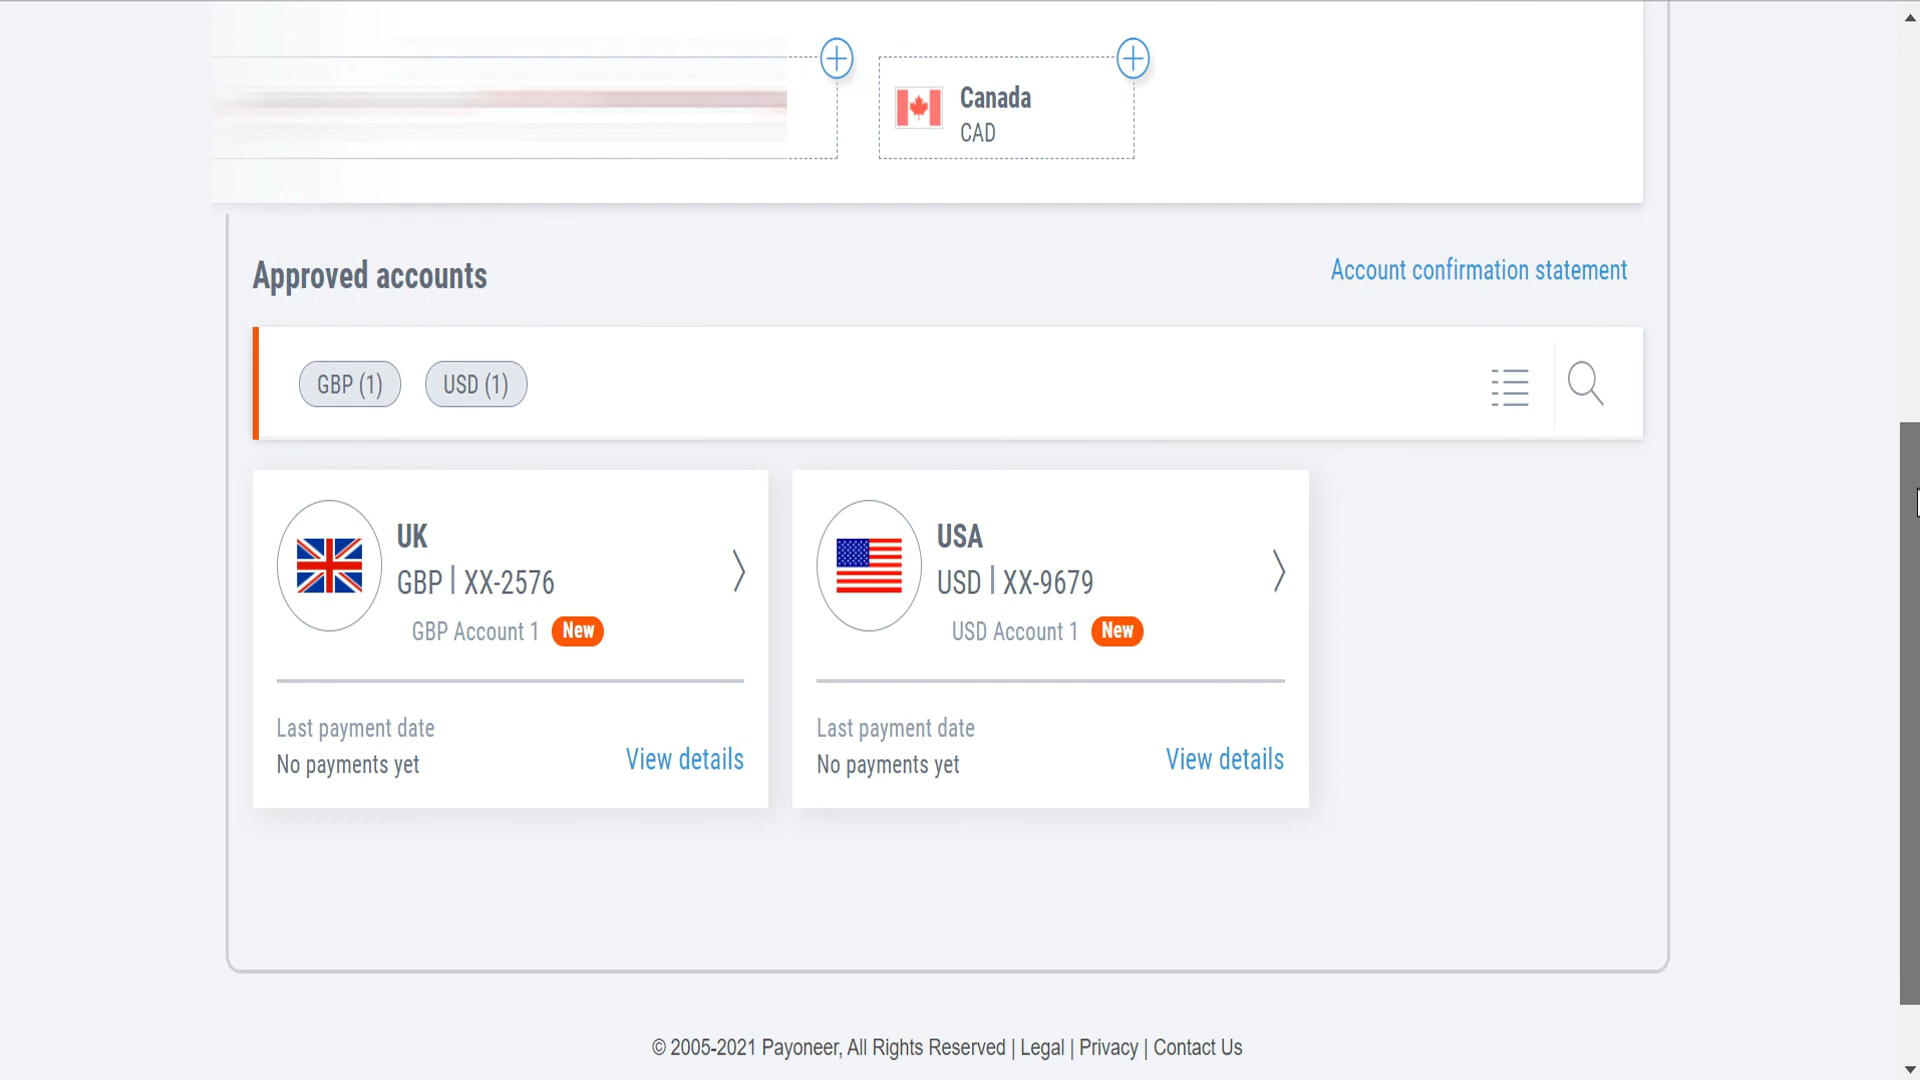 Canada
CAD
Approved accounts
Account confirmation statement
GBP (1)
USD (1)
UK
GBP | XX-2576
GBP Account 1 New
Last payment date
No payments yet
View details
USA
USD | XX-9679
USD Account 1 New
Last payment date
No payments yet
View details
© 2005-2021 Payoneer, All Rights Reserved | Legal | Privacy | Contact Us